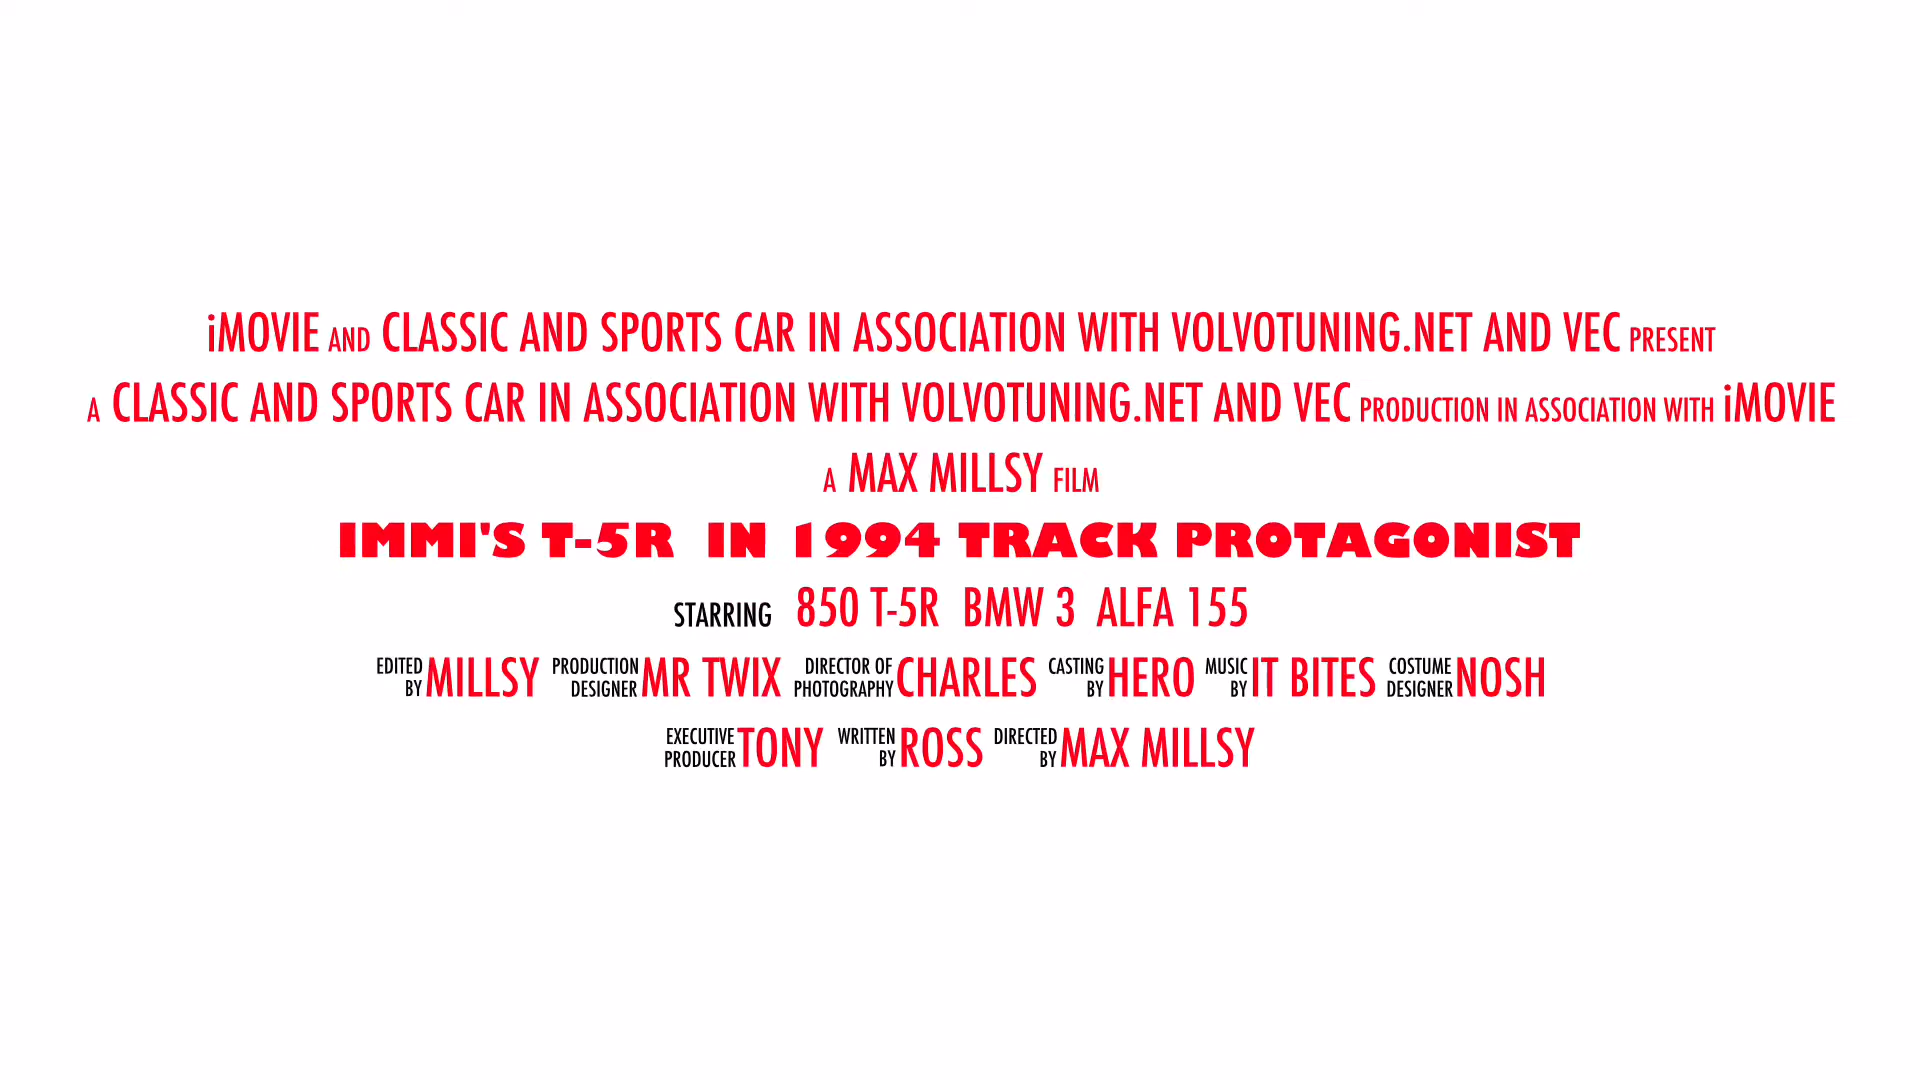 iMOVIE AND CLASSIC AND SPORTS CAR IN ASSOCIATION WITH VOLVOTUNING.NET AND VEC PRESENT
A CLASSIC AND SPORTS CAR IN ASSOCIATION WITH VOLVOTUNING.NET AND VEC PRODUCTION IN ASSOCIATION WITH iMOVIE
A MAX MILLSY FILM
IMMI'S T-5R IN 1994 TRACK PROTAGONIST
STARRING 850 T-5R BMW 3 ALFA 155
EDITED BY MILLSY PRODUCTION DESIGNER MR TWIX DIRECTOR OF PHOTOGRAPHY CHARLES CASTING BY HERO MUSIC BY IT BITES COSTUME DESIGNER NOSH
EXECUTIVE PRODUCER TONY WRITTEN BY ROSS DIRECTED BY MAX MILLSY